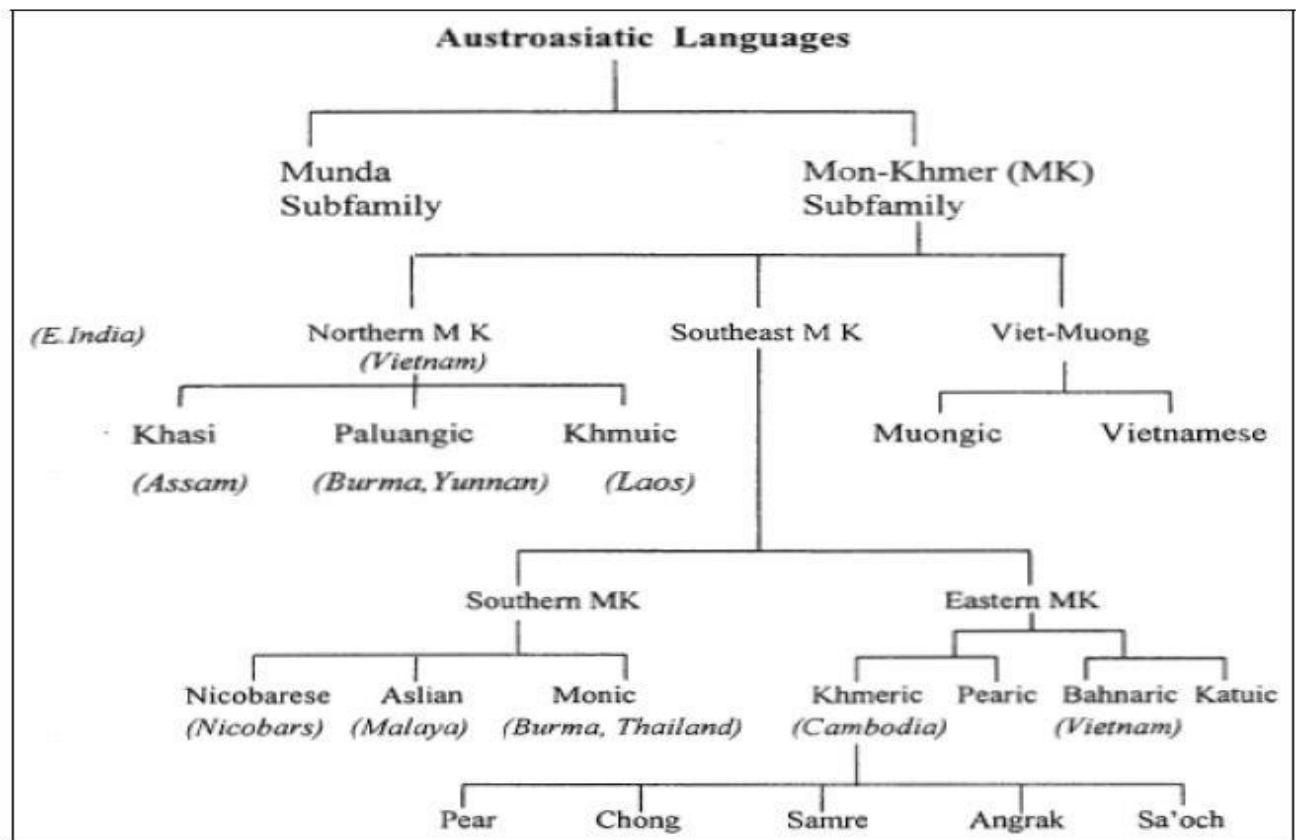 Austroasiatic Languages
Munda
Subfamily
Mon-Khmer (MK)
Subfamily
(E.India)
Northern M K
(Vietnam)
Southeast M K
Viet-Muong
Khasi
(Assam)
Paluangic
(Burma, Yunnan)
Khmuic
(Laos)
Muongic
Vietnamese
Southern MK
Eastern MK
Nicobarese
(Nicobars)
Aslian
(Malaya)
Monic
(Burma, Thailand)
Khmeric
(Cambodia)
Pearic
Bahnaric
(Vietnam)
Katuic
Pear
Chong
Samre
Angrak
Sa'och